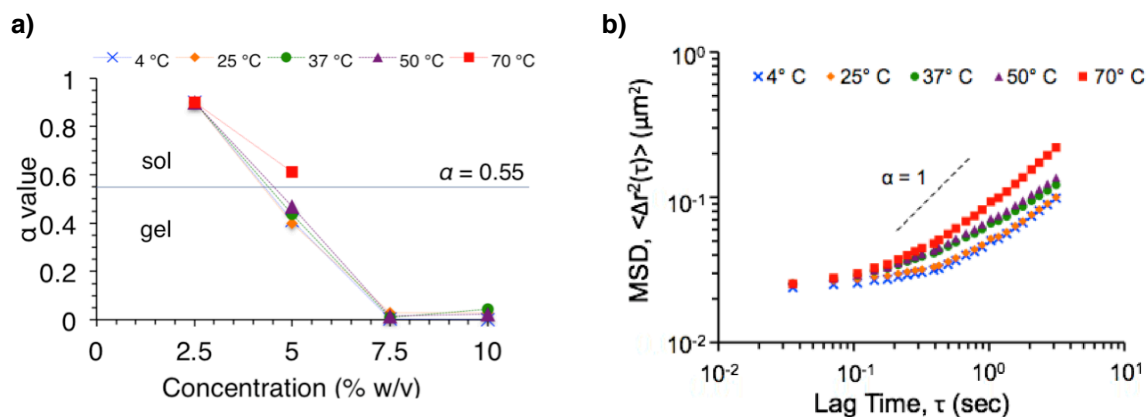 a)
4 °C 25 °C 37 °C 50 °C 70 °C
1
0.8
0.6
0.4
0.2
0
α value
sol
α = 0.55
gel
0 2.5 5 7.5 10
Concentration (% w/v)
b)
10⁰
10⁻¹
10⁻²
MSD, <Δr²(τ)> (μm²)
4° C 25° C 37° C 50° C 70° C
α = 1
10⁻² 10⁻¹ 10⁰ 10¹
Lag Time, τ (sec)